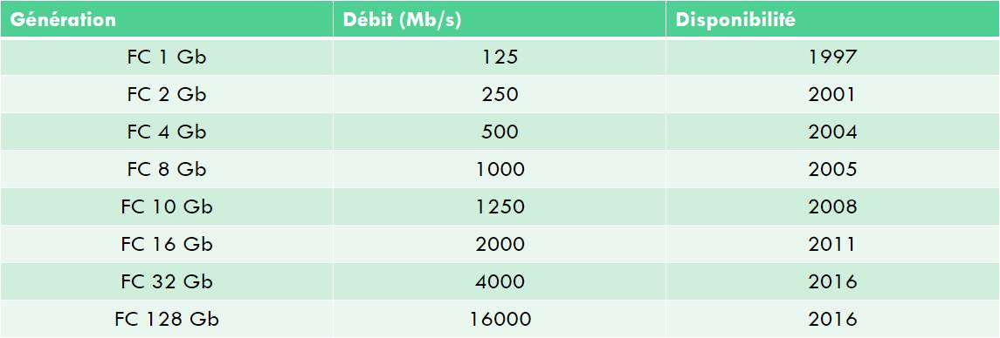 Génération Débit (Mb/s) Disponibilité
FC 1 Gb 125 1997
FC 2 Gb 250 2001
FC 4 Gb 500 2004
FC 8 Gb 1000 2005
FC 10 Gb 1250 2008
FC 16 Gb 2000 2011
FC 32 Gb 4000 2016
FC 128 Gb 16000 2016